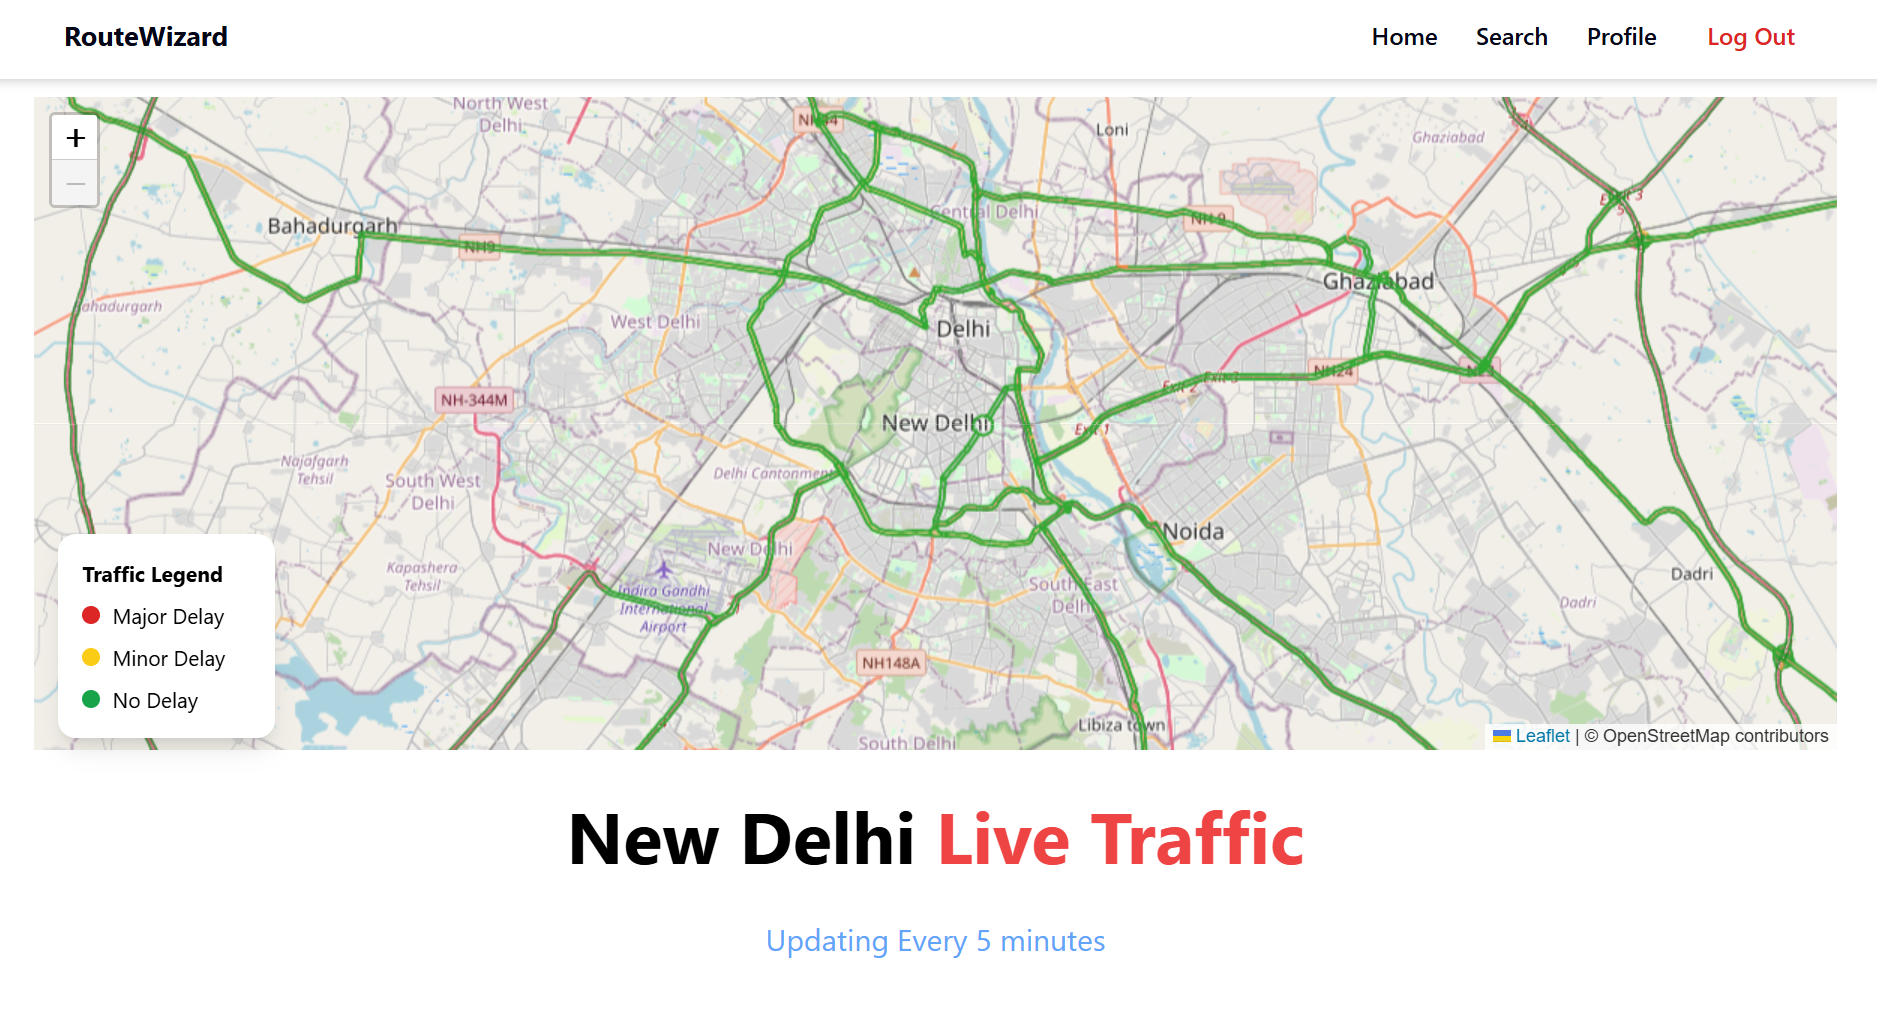 RouteWizard
Home
Search
Profile
Log Out
+
−
North West
Delhi
NH44
Loni
Ghaziabad
Bahadurgarh
Central Delhi
NH 9
Exit 3
5
NH9
Ghaziabad
Bahadurgarh
West Delhi
Delhi
NH24
Exit 2
Exit 3
NH-344M
New Delhi
Exit 1
Najafgarh
Tehsil
South West
Delhi
Delhi Cantonment
Noida
New Delhi
Kapashera
Tehsil
Indira Gandhi
International
Airport
South East
Delhi
Dadri
Dadri
NH148A
Libiza town
South Delhi
Traffic Legend
Major Delay
Minor Delay
No Delay
Leaflet | © OpenStreetMap contributors
New Delhi Live Traffic
Updating Every 5 minutes